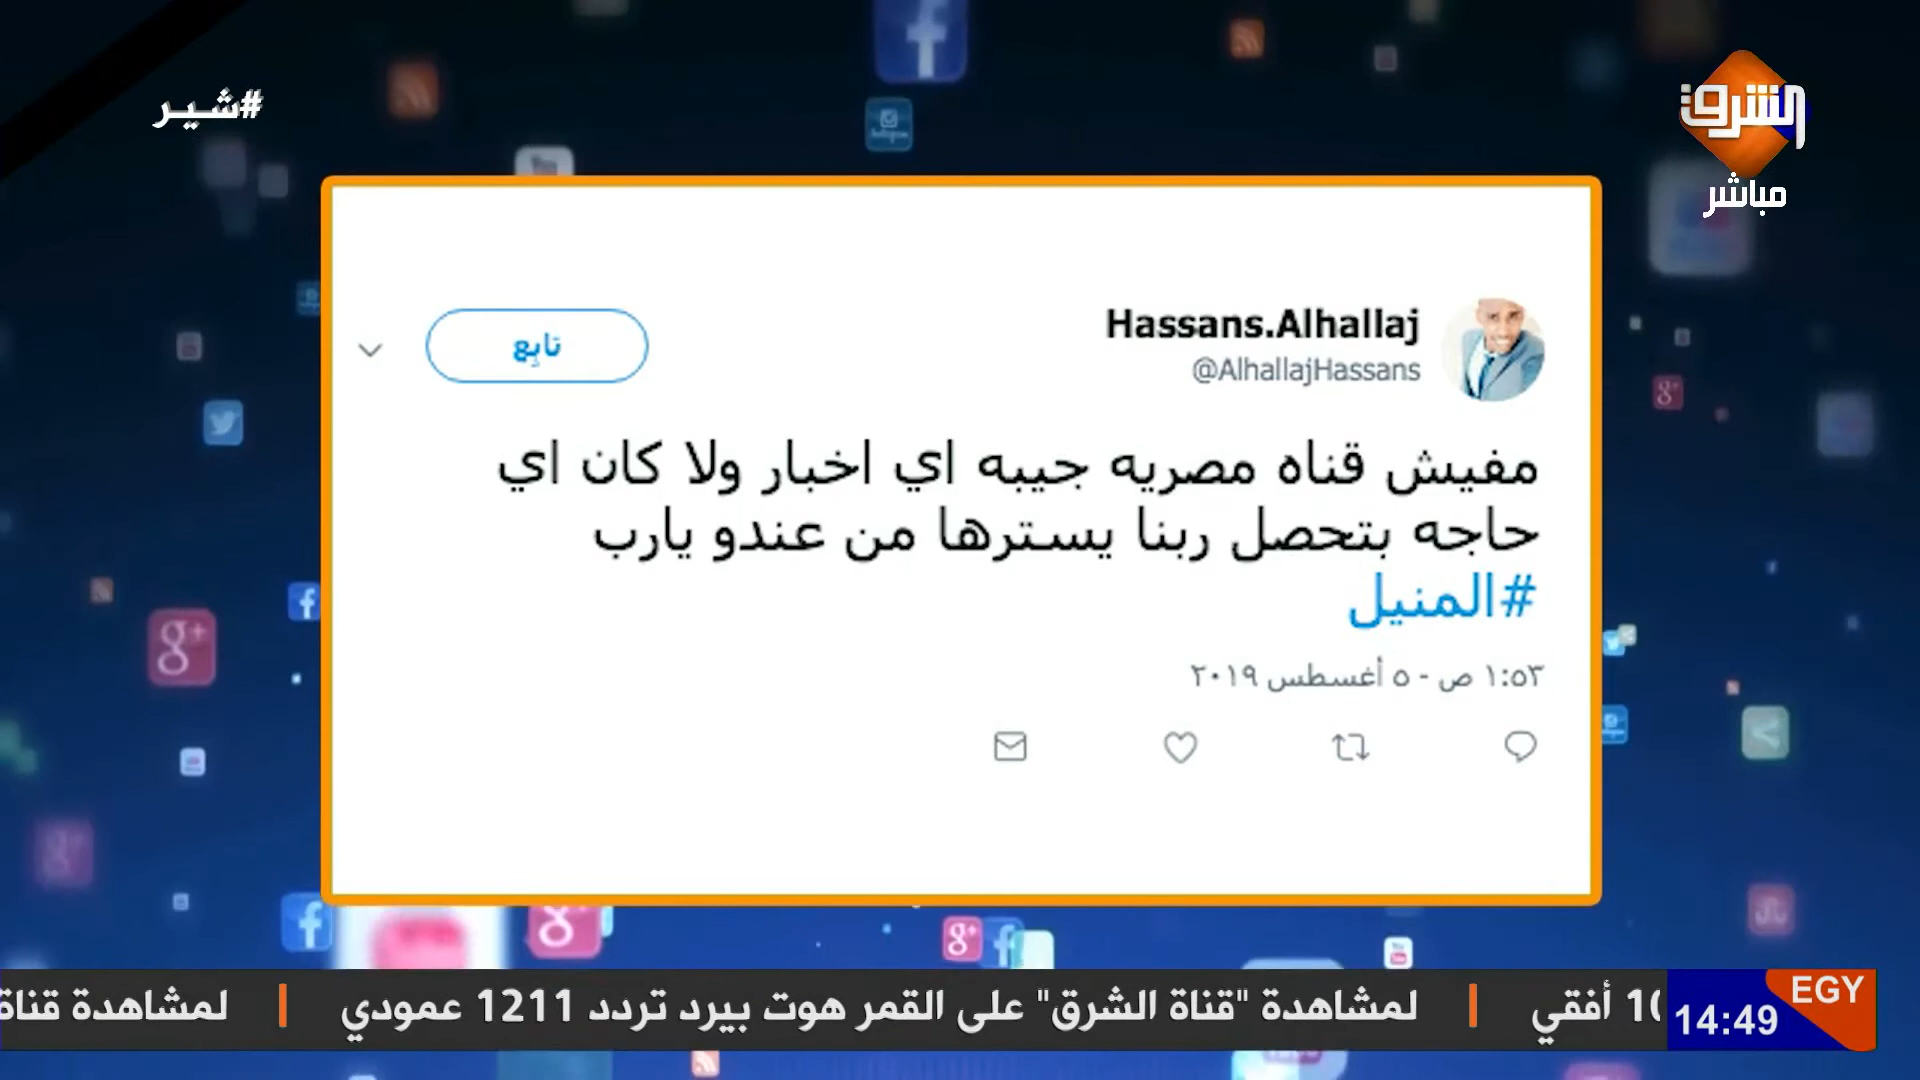 #شير
الشرق
مباشر
Hassans.Alhallaj
@AlhallajHassans
تابِع
مفيش قناه مصريه جيبه اي اخبار ولا كان اي
حاجه بتحصل ربنا يسترها من عندو يارب
#المنيل
١:٥٣ ص - ٥ أغسطس ٢٠١٩
EGY
14:49
10 أفقي | لمشاهدة "قناة الشرق" على القمر هوت بيرد تردد 1211 عمودي | لمشاهدة قناة